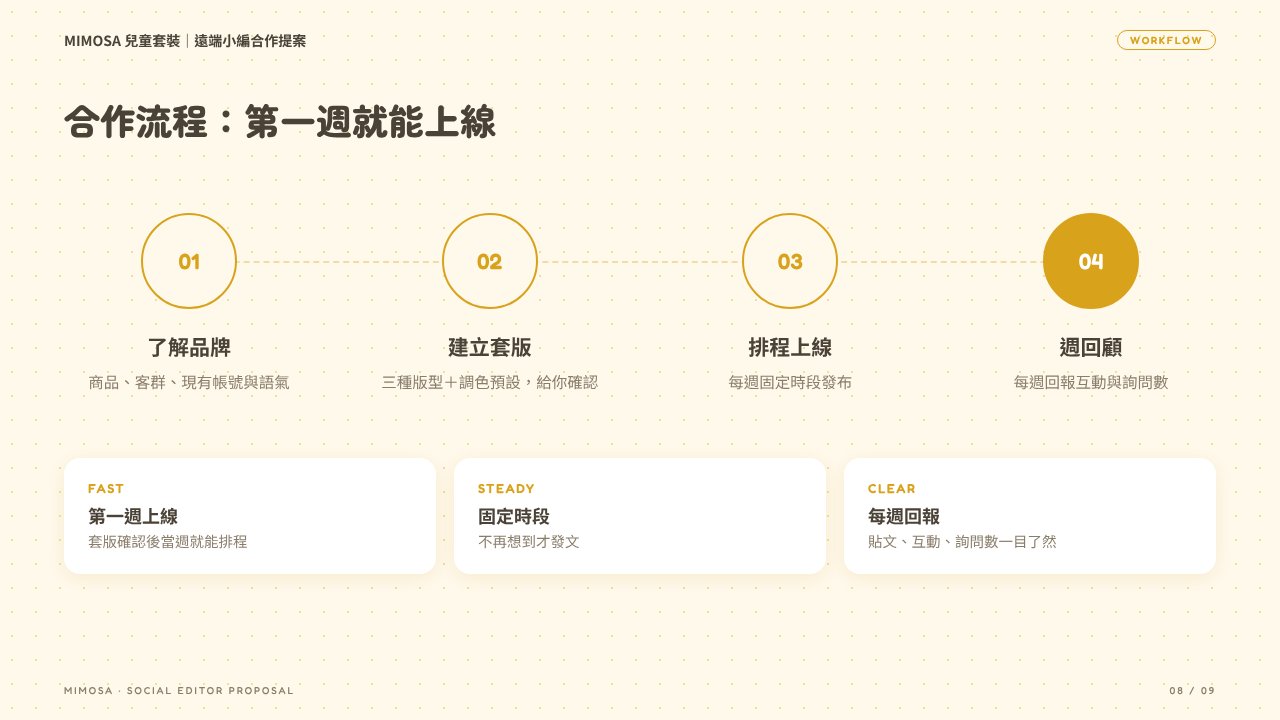 MIMOSA 兒童套裝｜遠端小編合作提案
WORKFLOW
合作流程：第一週就能上線
01
02
03
04
了解品牌
建立套版
排程上線
週回顧
商品、客群、現有帳號與語氣
三種版型＋調色預設，給你確認
每週固定時段發布
每週回報互動與詢問數
FAST
第一週上線
套版確認後當週就能排程
STEADY
固定時段
不再想到才發文
CLEAR
每週回報
貼文、互動、詢問數一目了然
MIMOSA · SOCIAL EDITOR PROPOSAL
08 / 09